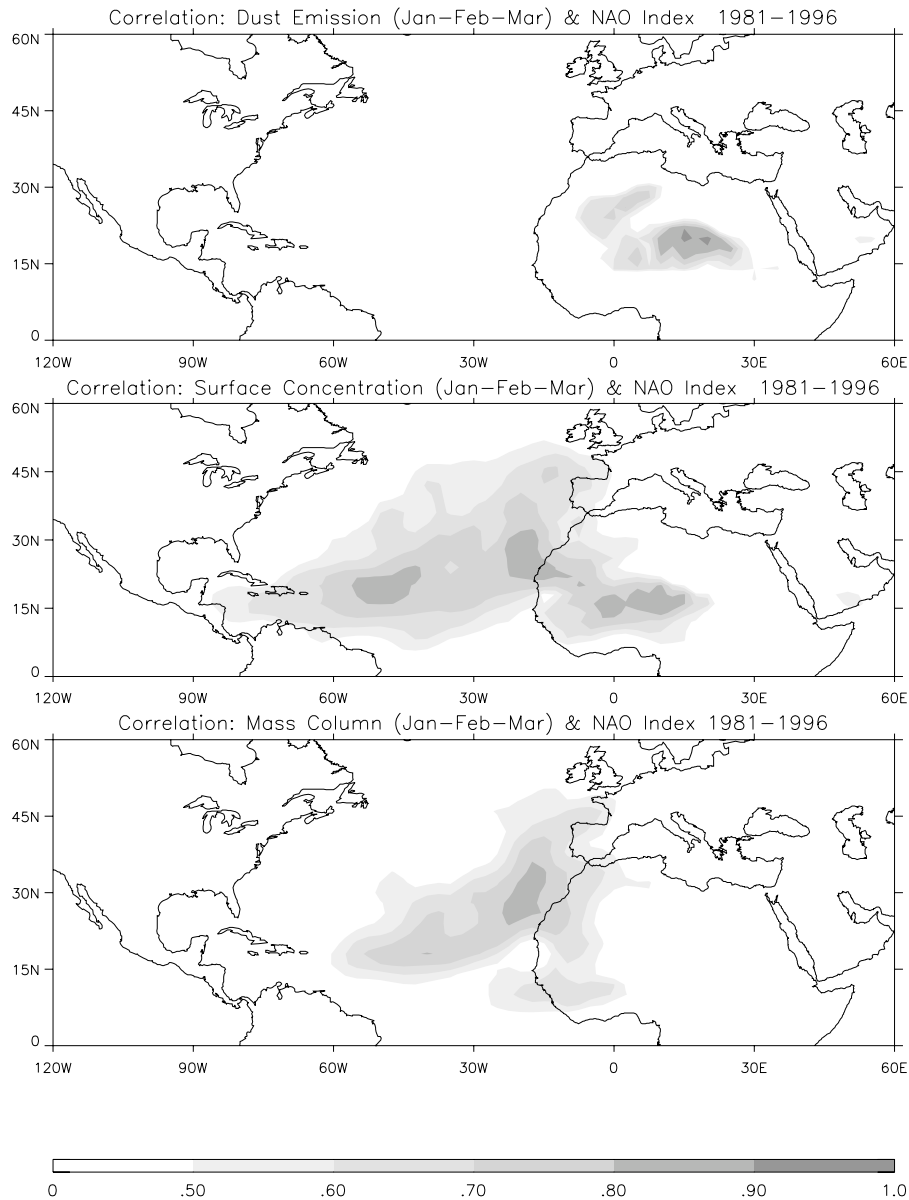 Correlation: Dust Emission (Jan-Feb-Mar) & NAO Index 1981-1996
60N
45N
30N
15N
0
120W 90W 60W 30W 0 30E 60E
Correlation: Surface Concentration (Jan-Feb-Mar) & NAO Index 1981-1996
60N
45N
30N
15N
0
120W 90W 60W 30W 0 30E 60E
Correlation: Mass Column (Jan-Feb-Mar) & NAO Index 1981-1996
60N
45N
30N
15N
0
120W 90W 60W 30W 0 30E 60E
0 .50 .60 .70 .80 .90 1.0